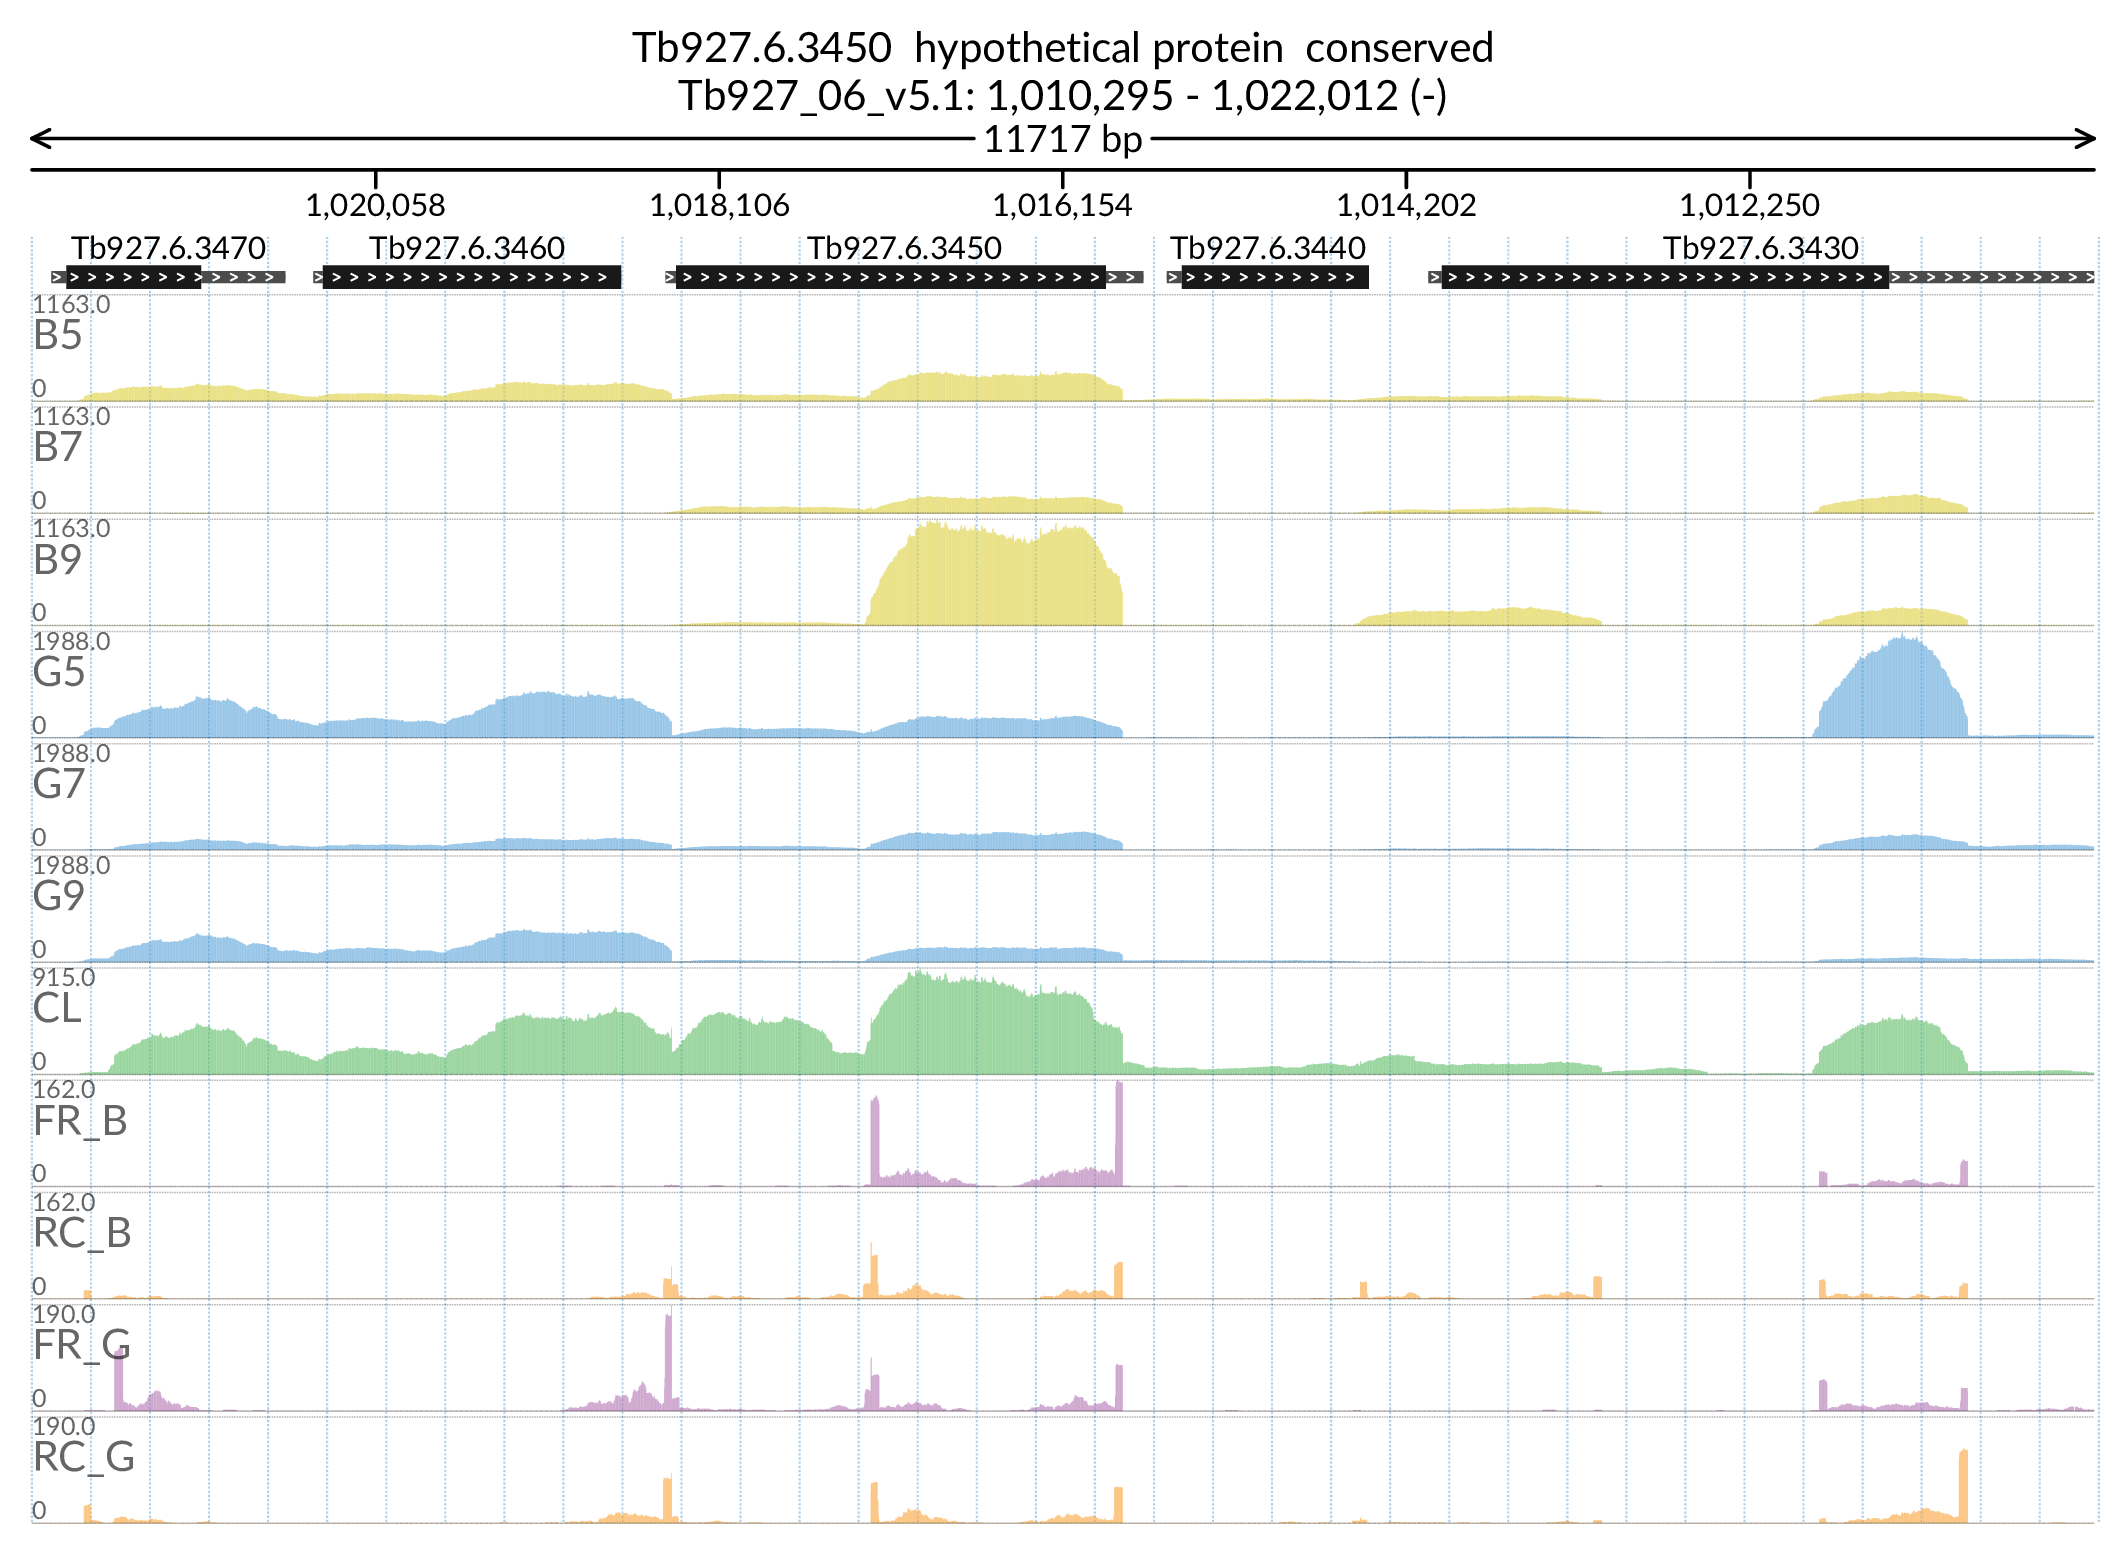 Tb927.6.3450 hypothetical protein conserved
Tb927_06_v5.1: 1,010,295 - 1,022,012 (-)
11717 bp
1,020,058 1,018,106 1,016,154 1,014,202 1,012,250
Tb927.6.3470 Tb927.6.3460 Tb927.6.3450 Tb927.6.3440 Tb927.6.3430
1163.0
B5
0
1163.0
B7
0
1163.0
B9
0
1988.0
G5
0
1988.0
G7
0
1988.0
G9
0
915.0
CL
0
162.0
FR_B
0
162.0
RC_B
0
190.0
FR_G
0
190.0
RC_G
0